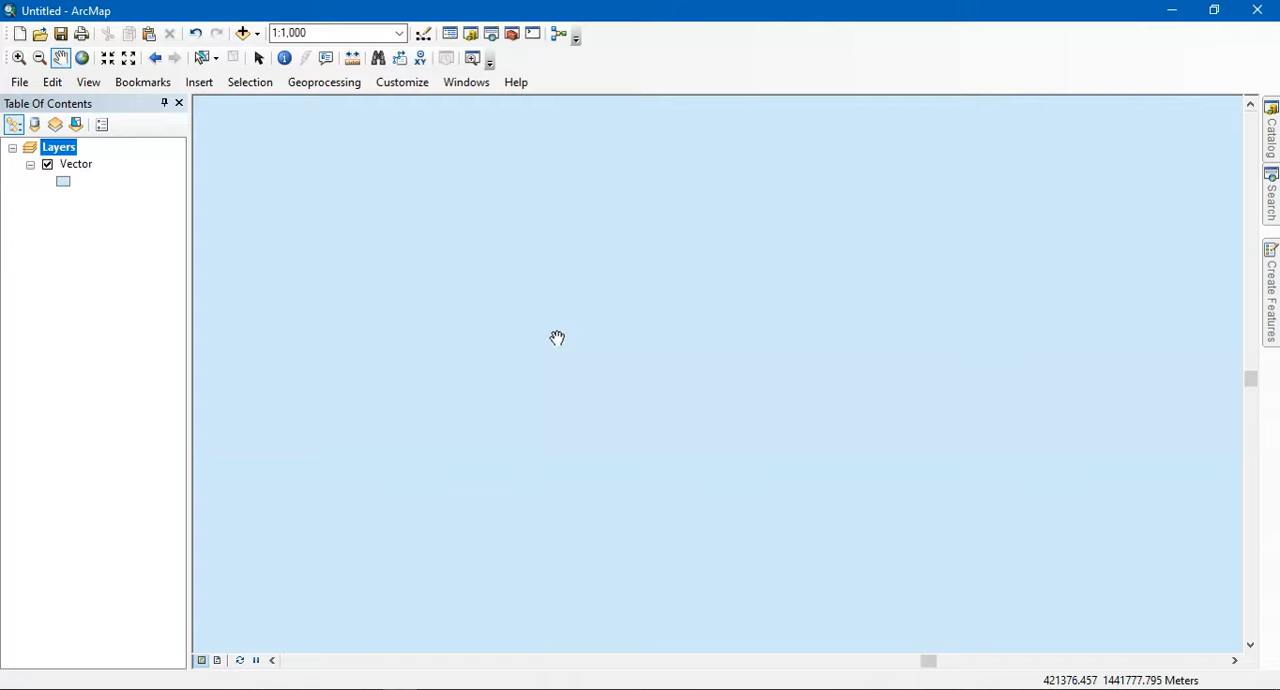 Untitled - ArcMap
1:1,000
File Edit View Bookmarks Insert Selection Geoprocessing Customize Windows Help
Table Of Contents
Layers
Vector
Catalog
Search
Create Features
421376.457 1441777.795 Meters